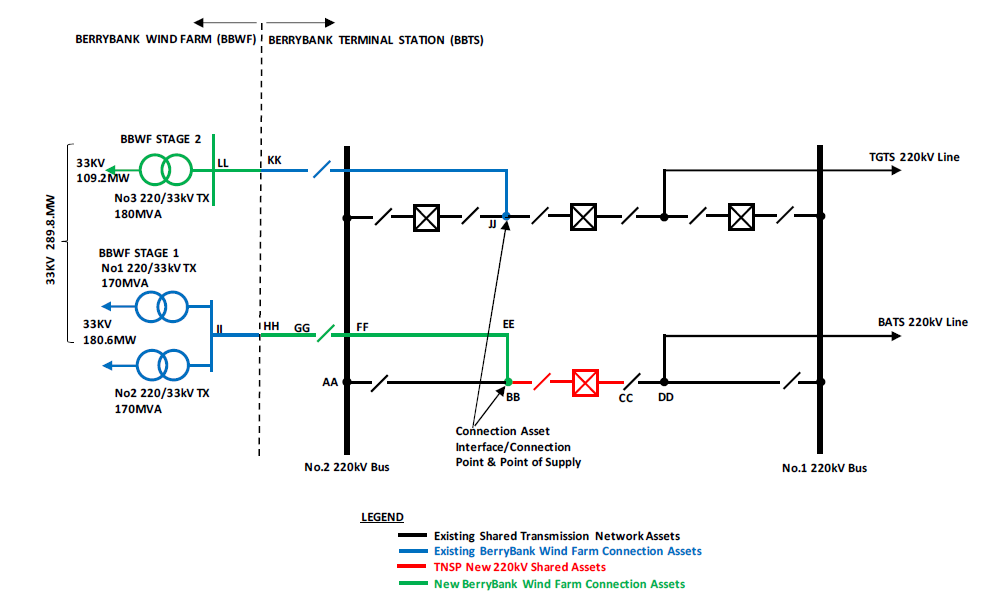 BERRYBANK WIND FARM (BBWF)
BERRYBANK TERMINAL STATION (BBTS)
BBWF STAGE 2
33KV
109.2MW
LL
KK
TGTS 220kV Line
No3 220/33kV TX
180MVA
JJ
33KV 289.8.MW
BBWF STAGE 1
No1 220/33kV TX
170MVA
33KV
180.6MW
II
HH
GG
FF
EE
BATS 220kV Line
No2 220/33kV TX
170MVA
AA
BB
CC
DD
Connection Asset
Interface/Connection
Point & Point of Supply
No.2 220kV Bus
No.1 220kV Bus
LEGEND
Existing Shared Transmission Network Assets
Existing BerryBank Wind Farm Connection Assets
TNSP New 220kV Shared Assets
New BerryBank Wind Farm Connection Assets